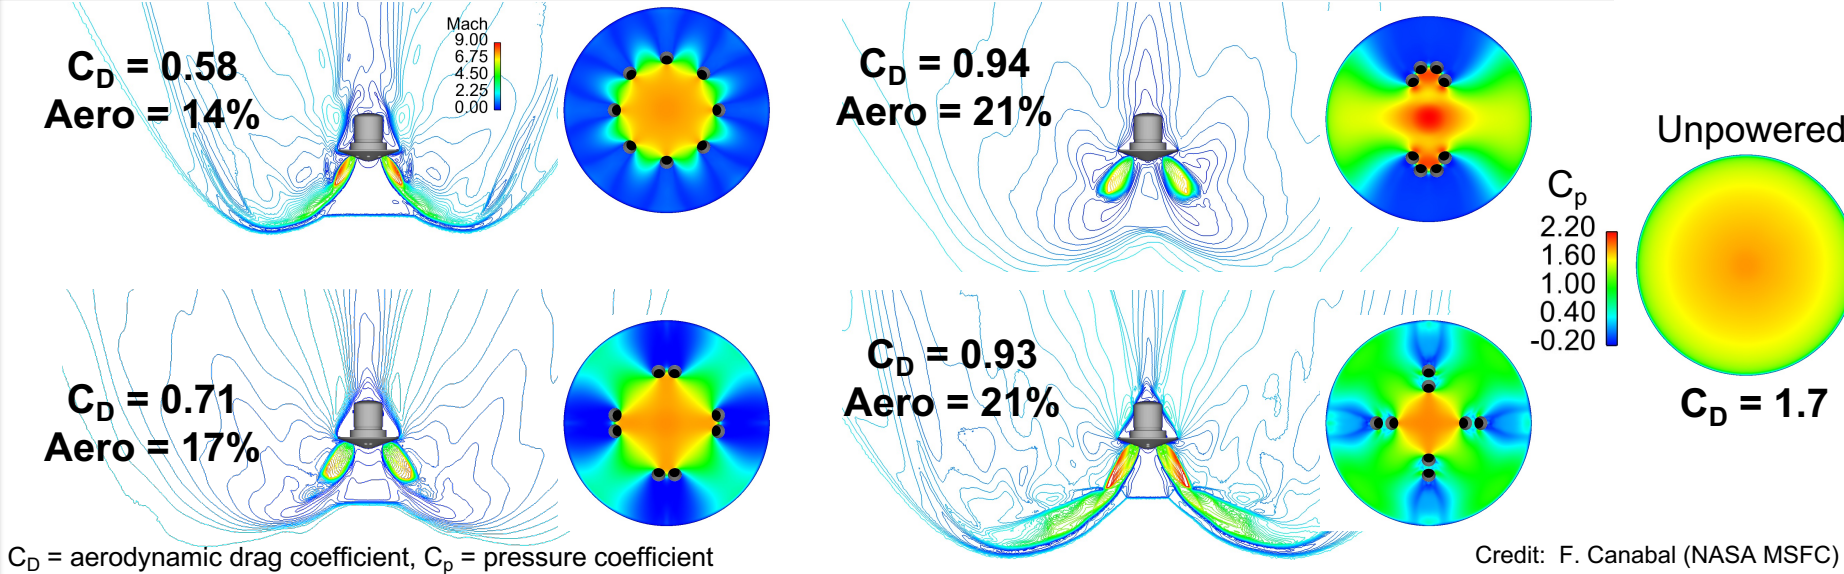 C_D = 0.58
Aero = 14%
Mach
9.00
6.75
4.50
2.25
0.00
C_D = 0.94
Aero = 21%
Unpowered
C_p
2.20
1.60
1.00
0.40
-0.20
C_D = 1.7
C_D = 0.71
Aero = 17%
C_D = 0.93
Aero = 21%
C_D = aerodynamic drag coefficient, C_p = pressure coefficient
Credit: F. Canabal (NASA MSFC)